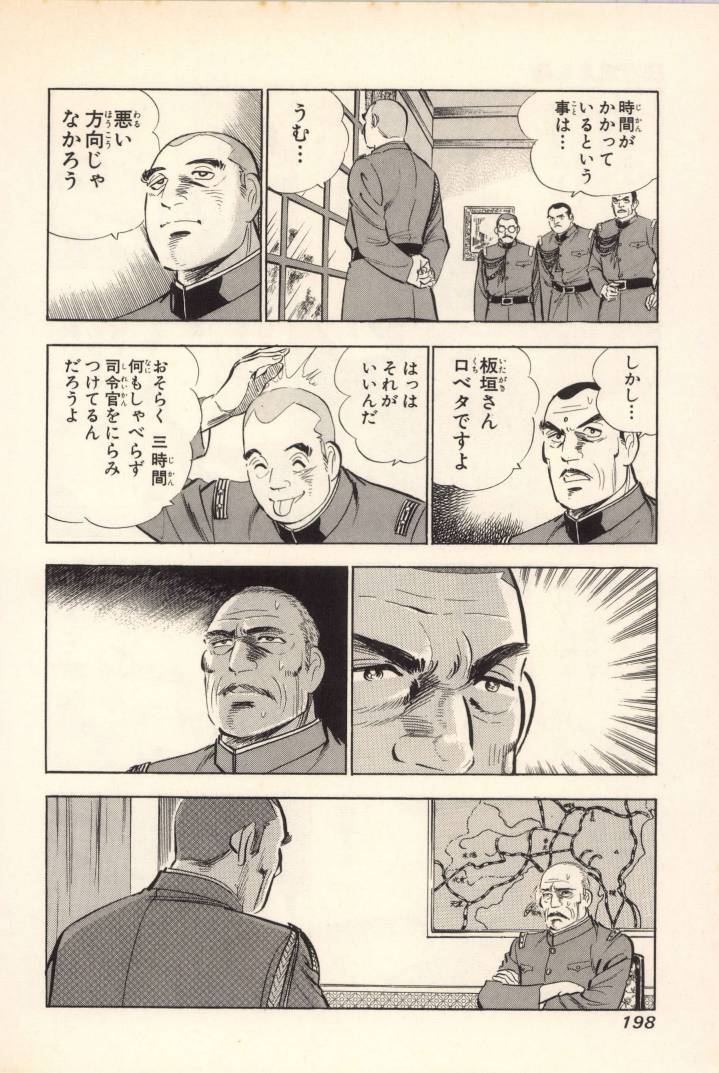 時間が
かかって
いるという
事は…
うむ…
悪い
方向じゃ
なかろう
しかし…
板垣さん
口ベタですよ
はっは
それが
いいんだ
おそらく 三時間
何もしゃべらず
司令官をにらみ
つけてるん
だろうよ
198